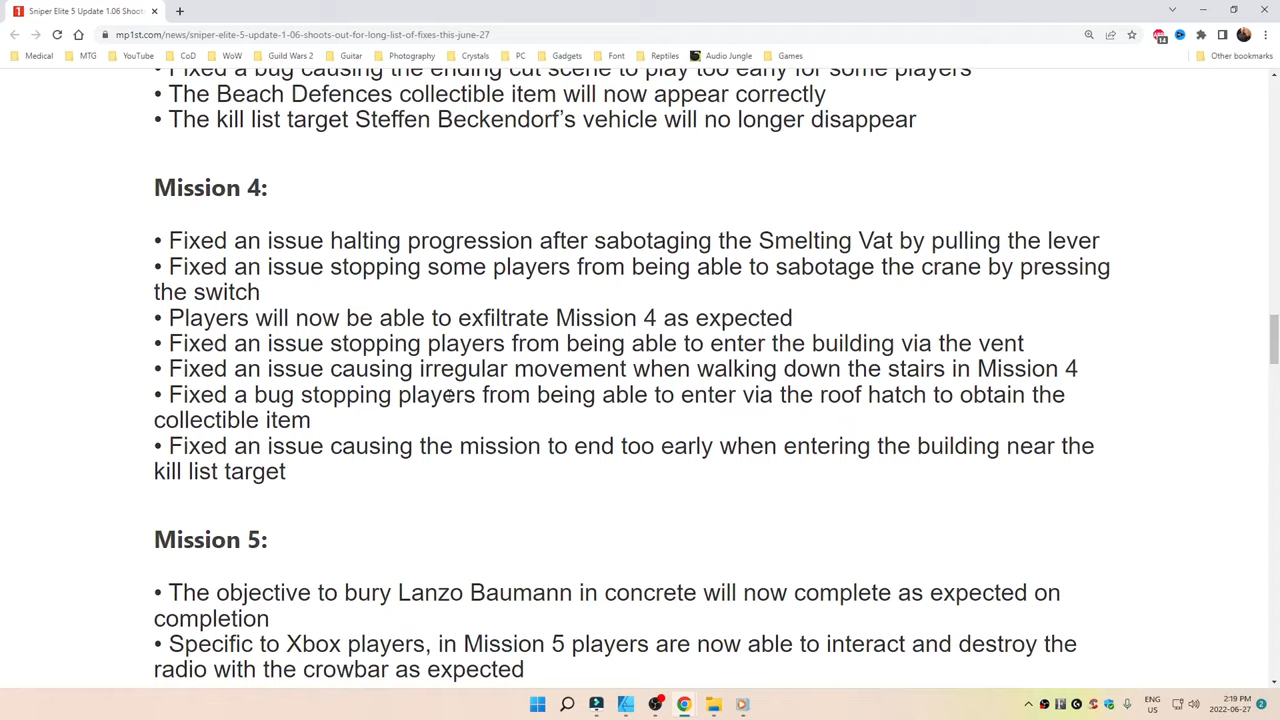 Sniper Elite 5 Update 1.06 Shoot
mp1st.com/news/sniper-elite-5-update-1-06-shoots-out-for-long-list-of-fixes-this-june-27
14
Medical MTG YouTube CoD WoW Guild Wars 2 Guitar Photography Crystals PC Gadgets Font Reptiles Audio Jungle Games Other bookmarks
• Fixed a bug causing the ending cut scene to play too early for some players
• The Beach Defences collectible item will now appear correctly
• The kill list target Steffen Beckendorf’s vehicle will no longer disappear
Mission 4:
• Fixed an issue halting progression after sabotaging the Smelting Vat by pulling the lever
• Fixed an issue stopping some players from being able to sabotage the crane by pressing
the switch
• Players will now be able to exfiltrate Mission 4 as expected
• Fixed an issue stopping players from being able to enter the building via the vent
• Fixed an issue causing irregular movement when walking down the stairs in Mission 4
• Fixed a bug stopping players from being able to enter via the roof hatch to obtain the
collectible item
• Fixed an issue causing the mission to end too early when entering the building near the
kill list target
Mission 5:
• The objective to bury Lanzo Baumann in concrete will now complete as expected on
completion
• Specific to Xbox players, in Mission 5 players are now able to interact and destroy the
radio with the crowbar as expected
ENG
US
2:19 PM
2022-06-27
2